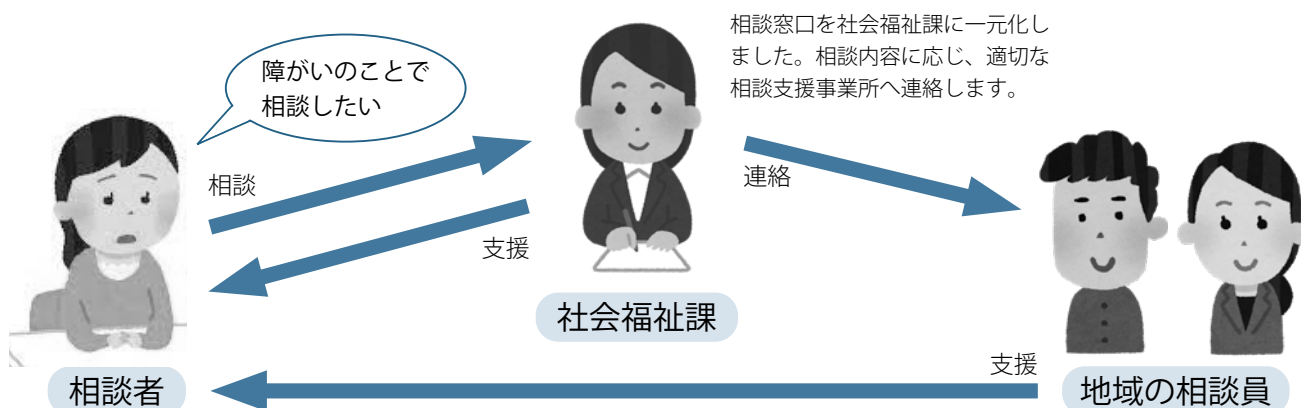 障がいのことで
相談したい
相談窓口を社会福祉課に一元化し
ました。相談内容に応じ、適切な
相談支援事業所へ連絡します。
相談
連絡
支援
社会福祉課
支援
相談者
地域の相談員